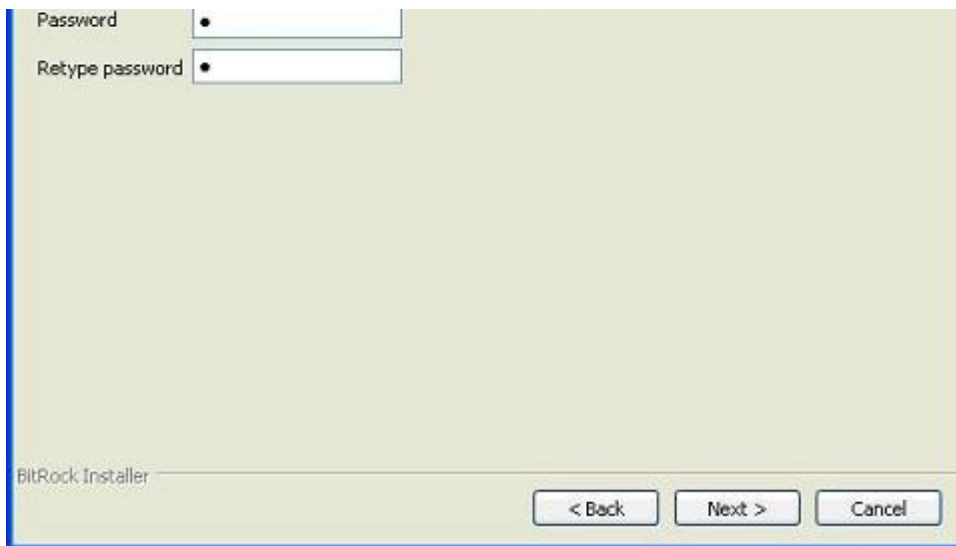 Password •
Retype password •
BitRock Installer
< Back Next > Cancel